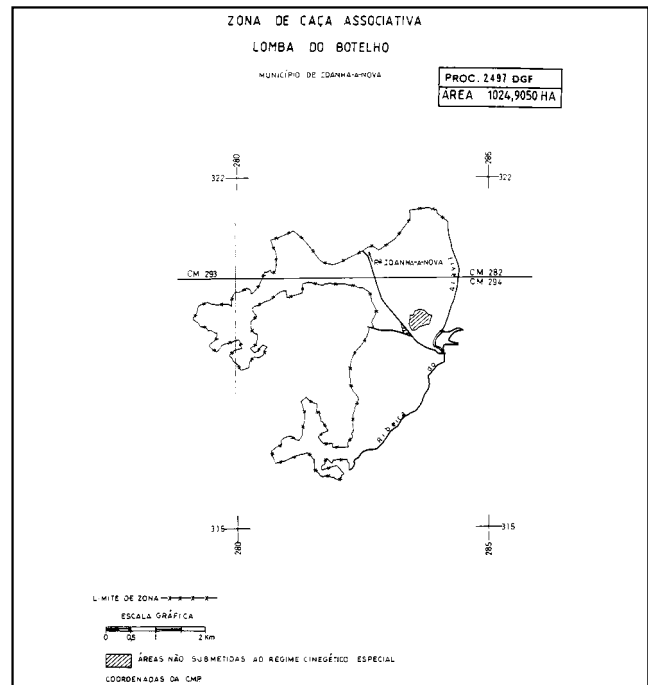 ZONA DE CAÇA ASSOCIATIVA
LOMBA DO BOTELHO
MUNICÍPIO DE IDANHA-A-NOVA
PROC. 2497 DGF
ÁREA 1024,9050 HA
280
285
322
322
Pª IDANHA-A-NOVA
CM 293
CM 282
CM 294
Ribeira do
315
315
280
285
LIMITE DE ZONA
ESCALA GRÁFICA
0 0,5 1 2 Km
ÁREAS NÃO SUBMETIDAS AO REGIME CINEGÉTICO ESPECIAL
COORDENADAS DA CMP